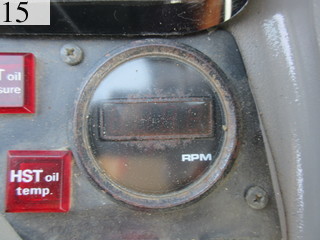 15
T oil
sure
RPM
HST oil
temp.